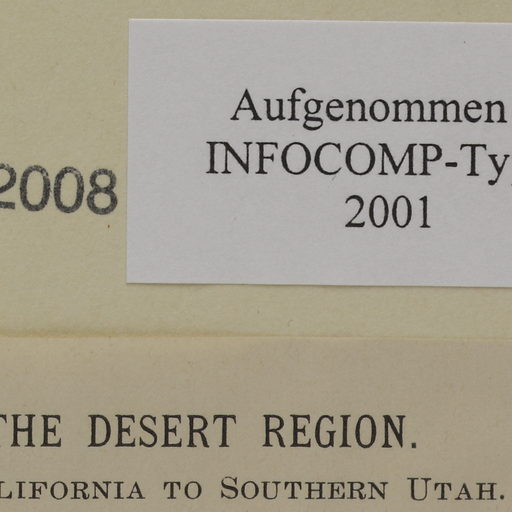 Aufgenommen
INFOCOMP-Ty
2001
2008
THE DESERT REGION.
LIFORNIA TO SOUTHERN UTAH.